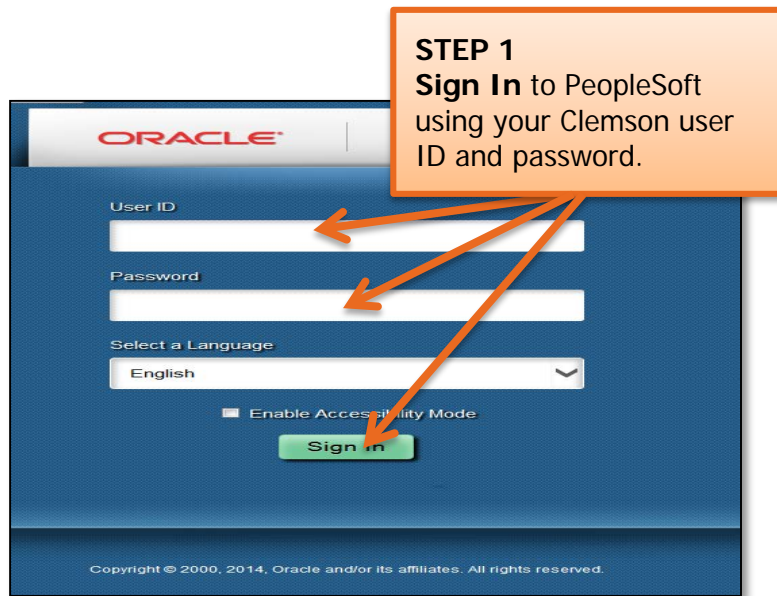 STEP 1
Sign In to PeopleSoft
using your Clemson user
ID and password.
ORACLE
User ID
Password
Select a Language
English
Enable Accessibility Mode
Sign In
Copyright © 2000, 2014, Oracle and/or its affiliates. All rights reserved.